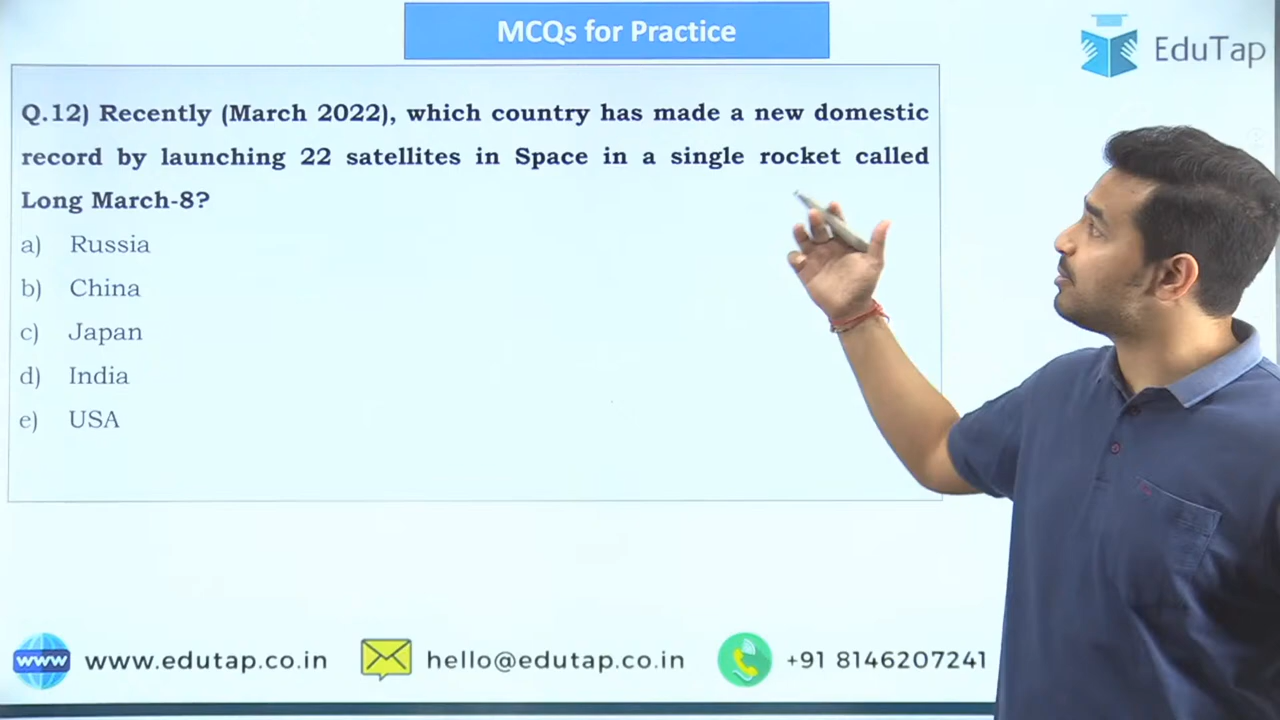 MCQs for Practice
EduTap
Q.12) Recently (March 2022), which country has made a new domestic
record by launching 22 satellites in Space in a single rocket called
Long March-8?
a) Russia
b) China
c) Japan
d) India
e) USA
www www.edutap.co.in hello@edutap.co.in +91 8146207241